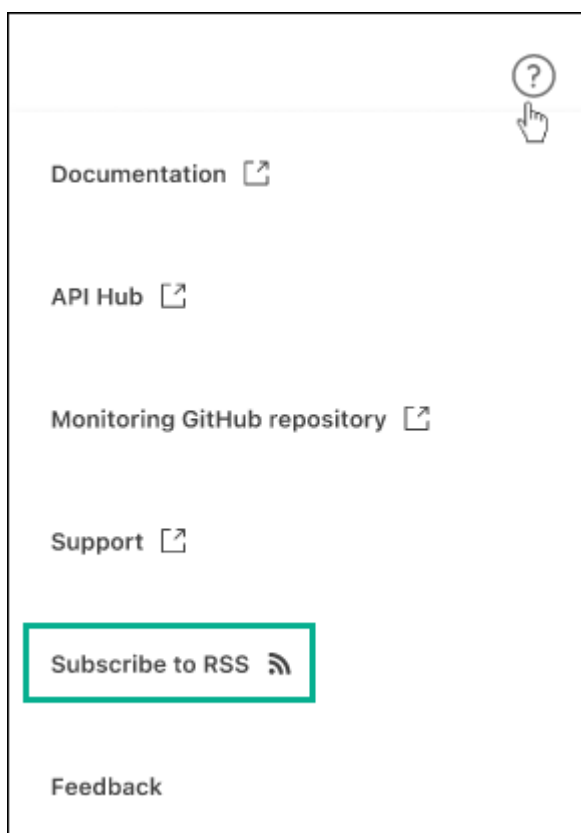 ?
Documentation
API Hub
Monitoring GitHub repository
Support
Subscribe to RSS
Feedback